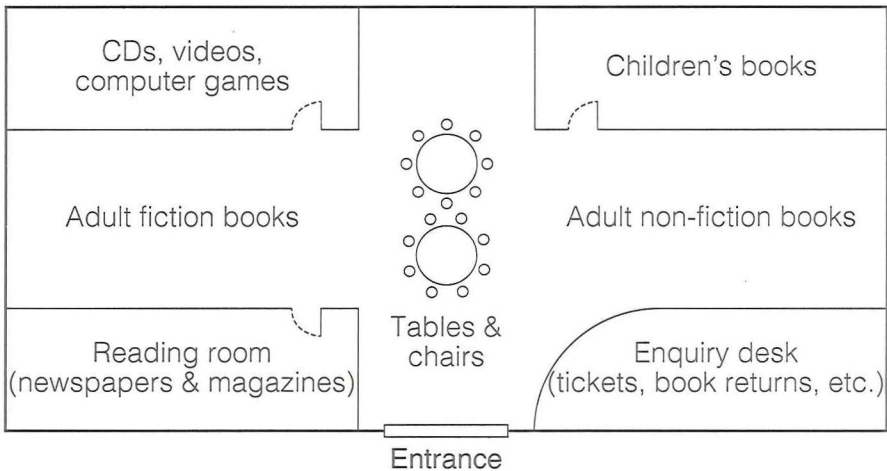 CDs, videos,
computer games
Children's books
Adult fiction books
Adult non-fiction books
Tables &
chairs
Reading room
(newspapers & magazines)
Enquiry desk
(tickets, book returns, etc.)
Entrance